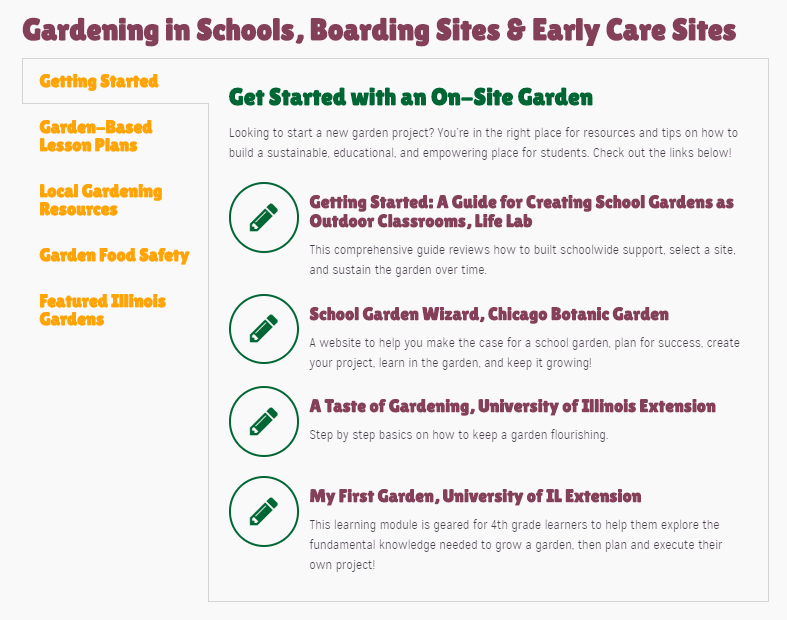 Gardening in Schools, Boarding Sites & Early Care Sites
Getting Started
Garden-Based
Lesson Plans
Local Gardening
Resources
Garden Food Safety
Featured Illinois
Gardens
Get Started with an On-Site Garden
Looking to start a new garden project? You're in the right place for resources and tips on how to
build a sustainable, educational, and empowering place for students. Check out the links below!
Getting Started: A Guide for Creating School Gardens as
Outdoor Classrooms, Life Lab
This comprehensive guide reviews how to built schoolwide support, select a site,
and sustain the garden over time.
School Garden Wizard, Chicago Botanic Garden
A website to help you make the case for a school garden, plan for success, create
your project, learn in the garden, and keep it growing!
A Taste of Gardening, University of Illinois Extension
Step by step basics on how to keep a garden flourishing.
My First Garden, University of IL Extension
This learning module is geared for 4th grade learners to help them explore the
fundamental knowledge needed to grow a garden, then plan and execute their
own project!